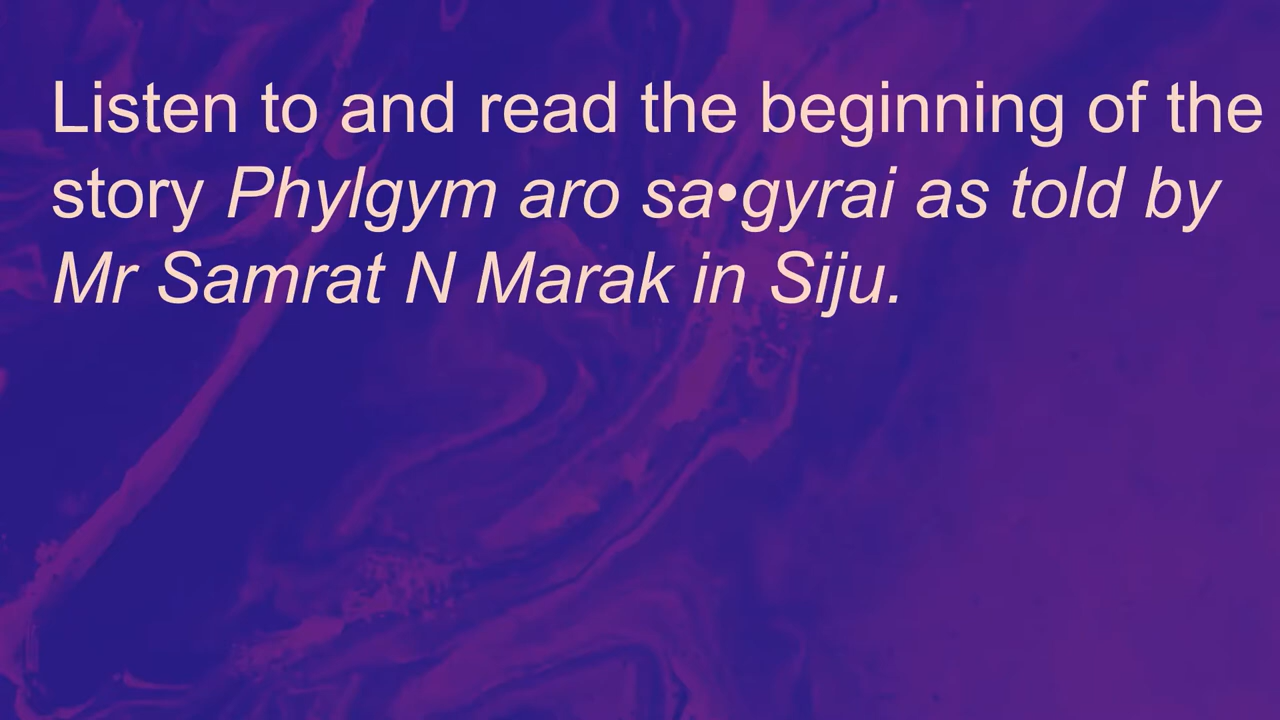 Listen to and read the beginning of the
story Phylgym aro sa•gyrai as told by
Mr Samrat N Marak in Siju.